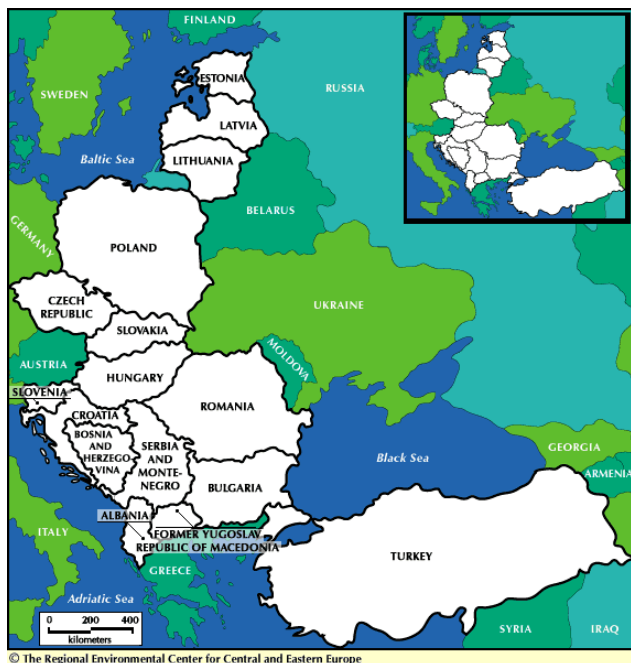 FINLAND
SWEDEN
ESTONIA
RUSSIA
LATVIA
Baltic Sea
LITHUANIA
BELARUS
GERMANY
POLAND
CZECH
REPUBLIC
UKRAINE
SLOVAKIA
AUSTRIA
MOLDOVA
HUNGARY
SLOVENIA
ROMANIA
CROATIA
BOSNIA
AND
HERZEGO
VINA
SERBIA
AND
MONTE-
NEGRO
Black Sea
GEORGIA
ARMENIA
BULGARIA
ALBANIA
ITALY
FORMER YUGOSLAV
REPUBLIC OF MACEDONIA
TURKEY
GREECE
Adriatic Sea
SYRIA
IRAQ
0 200 400
kilometers
© The Regional Environmental Center for Central and Eastern Europe